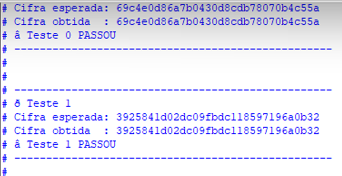 # Cifra esperada: 69c4e0d86a7b0430d8cdb78070b4c55a
# Cifra obtida  : 69c4e0d86a7b0430d8cdb78070b4c55a
# â Teste 0 PASSOU
# -----------------------------------------------
#
#
# -----------------------------------------------
# ð Teste 1
# Cifra esperada: 3925841d02dc09fbdc118597196a0b32
# Cifra obtida  : 3925841d02dc09fbdc118597196a0b32
# â Teste 1 PASSOU
# -----------------------------------------------
#